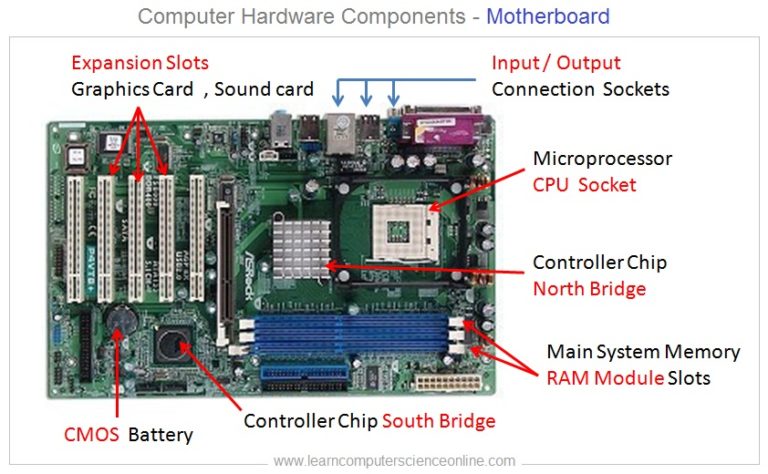 Computer Hardware Components - Motherboard
Expansion Slots
Graphics Card , Sound card
Input / Output
Connection Sockets
Microprocessor
CPU Socket
Controller Chip
North Bridge
Main System Memory
RAM Module Slots
Controller Chip South Bridge
CMOS Battery
ASRock
P4VT8+
www.learncomputerscienceonline.com